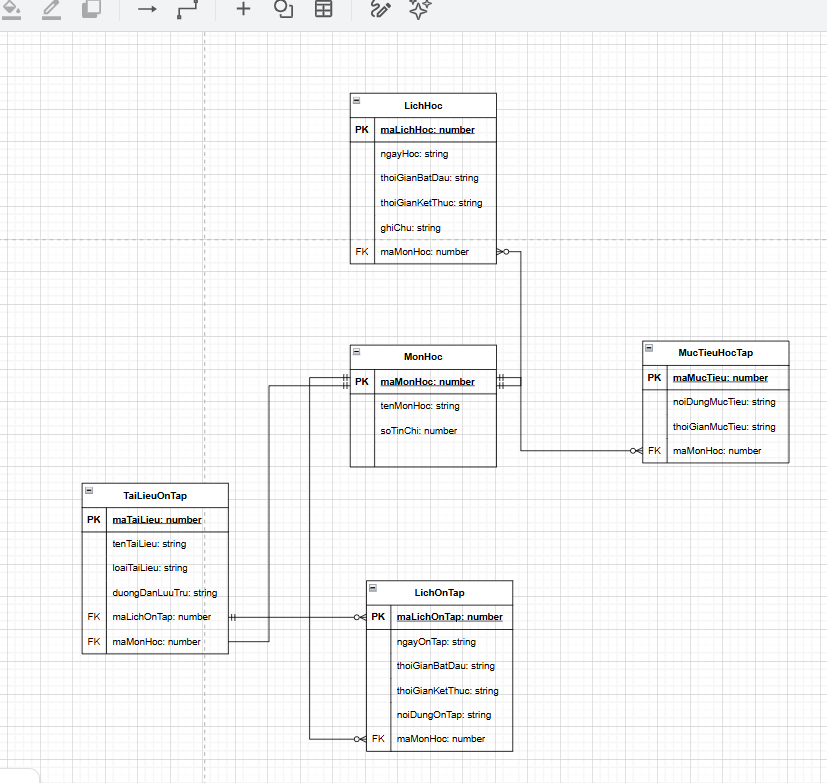 LichHoc
PK maLichHoc: number
ngayHoc: string
thoiGianBatDau: string
thoiGianKetThuc: string
ghiChu: string
FK maMonHoc: number
MonHoc
PK maMonHoc: number
tenMonHoc: string
soTinChi: number
MucTieuHocTap
PK maMucTieu: number
noiDungMucTieu: string
thoiGianMucTieu: string
FK maMonHoc: number
TaiLieuOnTap
PK maTaiLieu: number
tenTaiLieu: string
loaiTaiLieu: string
duongDanLuuTru: string
FK maLichOnTap: number
FK maMonHoc: number
LichOnTap
PK maLichOnTap: number
ngayOnTap: string
thoiGianBatDau: string
thoiGianKetThuc: string
noiDungOnTap: string
FK maMonHoc: number